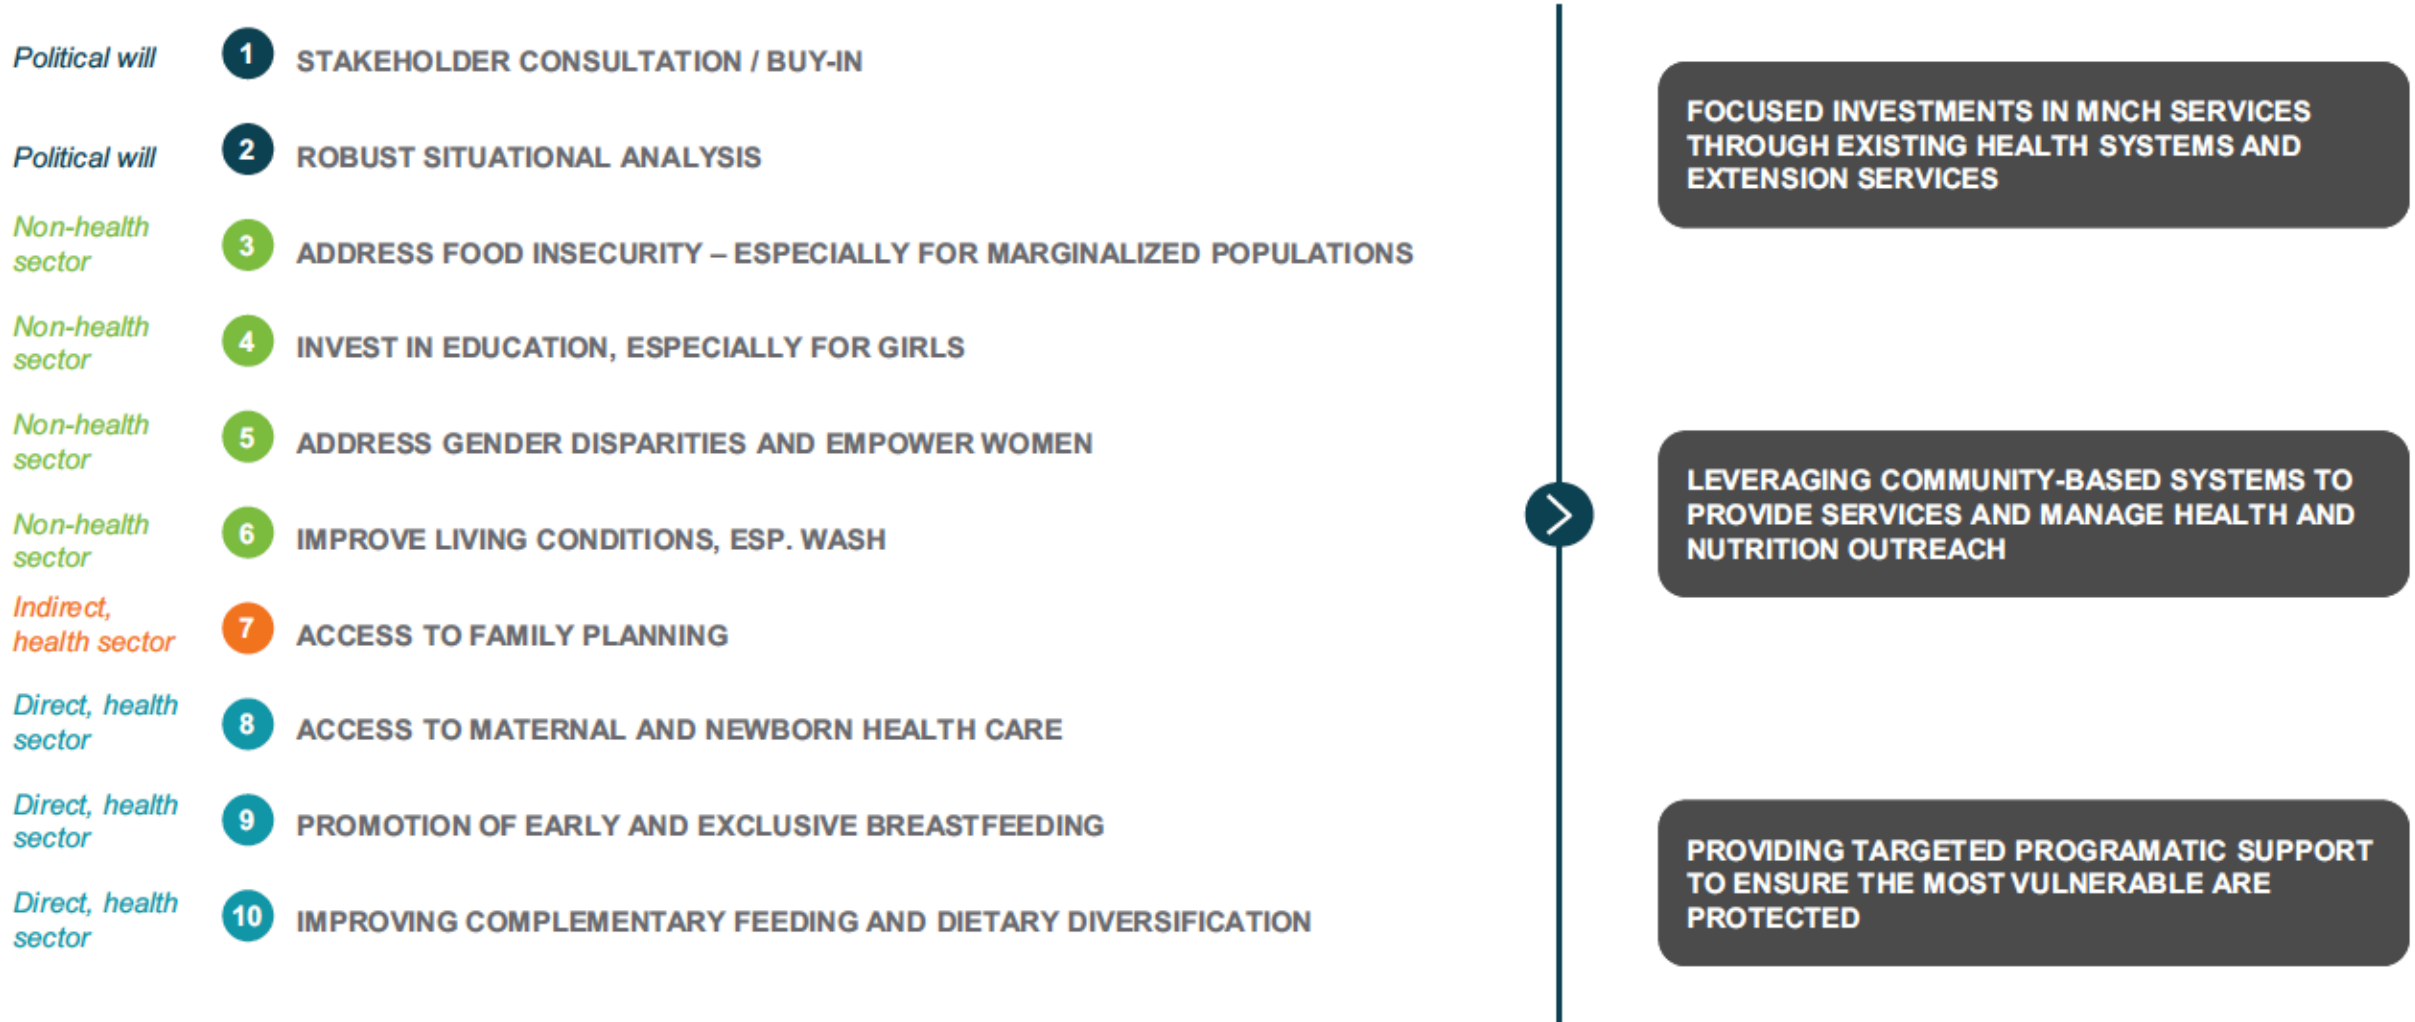 Political will
1
STAKEHOLDER CONSULTATION / BUY-IN
Political will
2
ROBUST SITUATIONAL ANALYSIS
Non-health
sector
3
ADDRESS FOOD INSECURITY – ESPECIALLY FOR MARGINALIZED POPULATIONS
Non-health
sector
4
INVEST IN EDUCATION, ESPECIALLY FOR GIRLS
Non-health
sector
5
ADDRESS GENDER DISPARITIES AND EMPOWER WOMEN
Non-health
sector
6
IMPROVE LIVING CONDITIONS, ESP. WASH
Indirect,
health sector
7
ACCESS TO FAMILY PLANNING
Direct, health
sector
8
ACCESS TO MATERNAL AND NEWBORN HEALTH CARE
Direct, health
sector
9
PROMOTION OF EARLY AND EXCLUSIVE BREASTFEEDING
Direct, health
sector
10
IMPROVING COMPLEMENTARY FEEDING AND DIETARY DIVERSIFICATION
FOCUSED INVESTMENTS IN MNCH SERVICES
THROUGH EXISTING HEALTH SYSTEMS AND
EXTENSION SERVICES
LEVERAGING COMMUNITY-BASED SYSTEMS TO
PROVIDE SERVICES AND MANAGE HEALTH AND
NUTRITION OUTREACH
PROVIDING TARGETED PROGRAMATIC SUPPORT
TO ENSURE THE MOST VULNERABLE ARE
PROTECTED